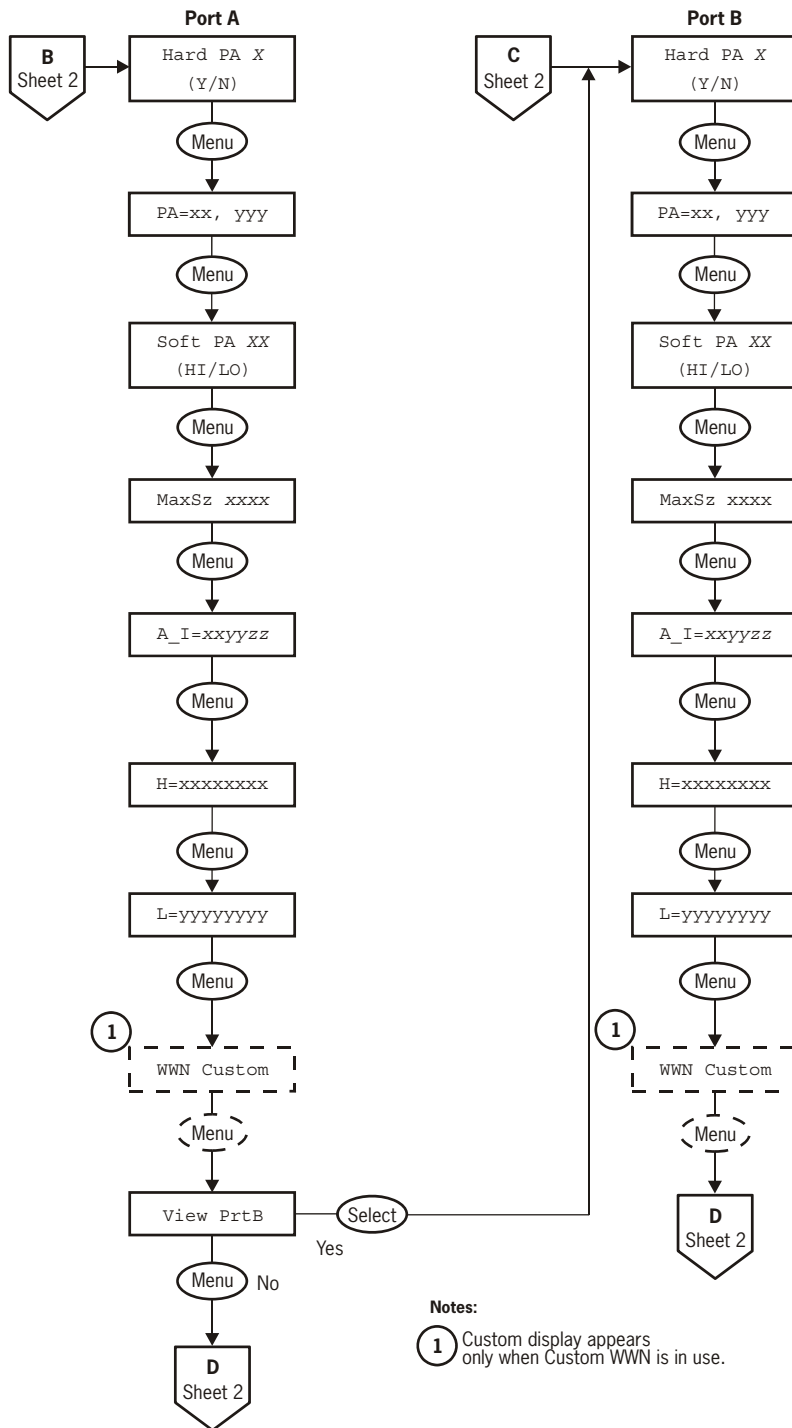 Port A
B
Sheet 2
Hard PA X
(Y/N)
Menu
PA=xx, yyy
Menu
Soft PA XX
(HI/LO)
Menu
MaxSz xxxx
Menu
A_I=xxyyzz
Menu
H=xxxxxxxx
Menu
L=yyyyyyyy
Menu
1
WWN Custom
Menu
View PrtB
Select
Yes
Menu
No
D
Sheet 2
Port B
C
Sheet 2
Hard PA X
(Y/N)
Menu
PA=xx, yyy
Menu
Soft PA XX
(HI/LO)
Menu
MaxSz xxxx
Menu
A_I=xxyyzz
Menu
H=xxxxxxxx
Menu
L=yyyyyyyy
Menu
1
WWN Custom
Menu
D
Sheet 2
Notes:
1
Custom display appears
only when Custom WWN is in use.